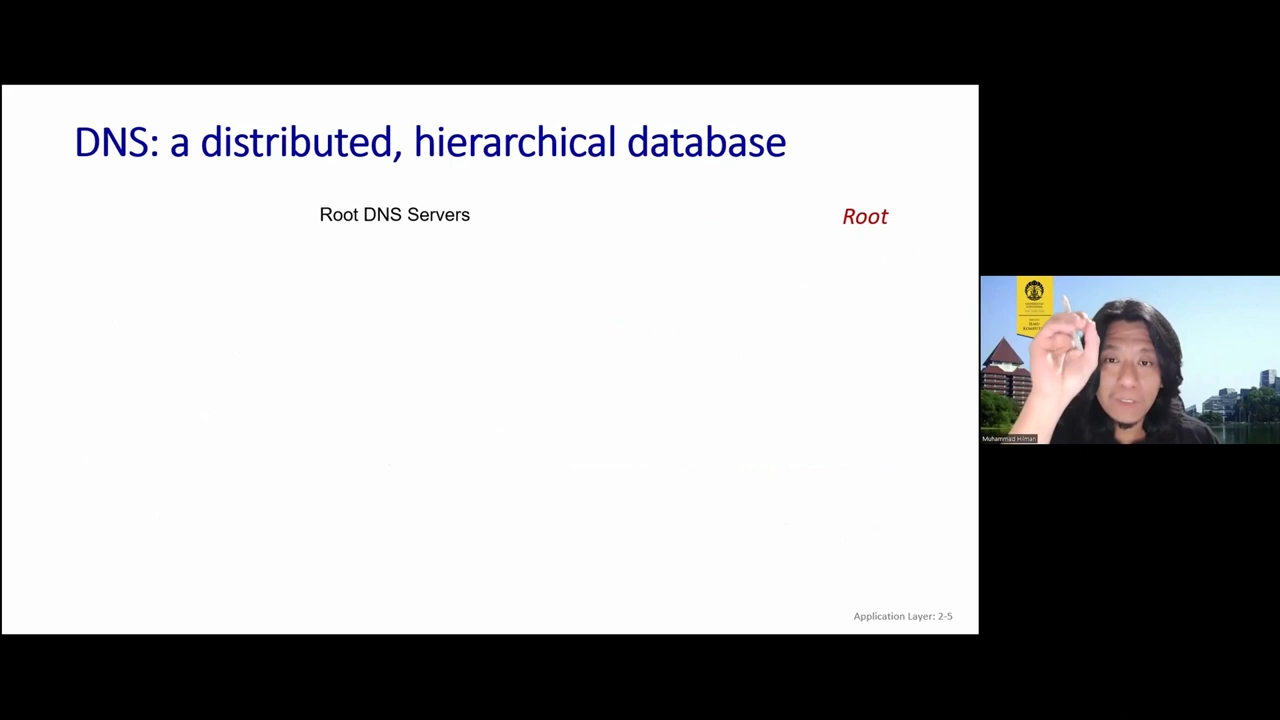 DNS: a distributed, hierarchical database
Root DNS Servers
Root
Application Layer: 2-5
Muhammad Hilman